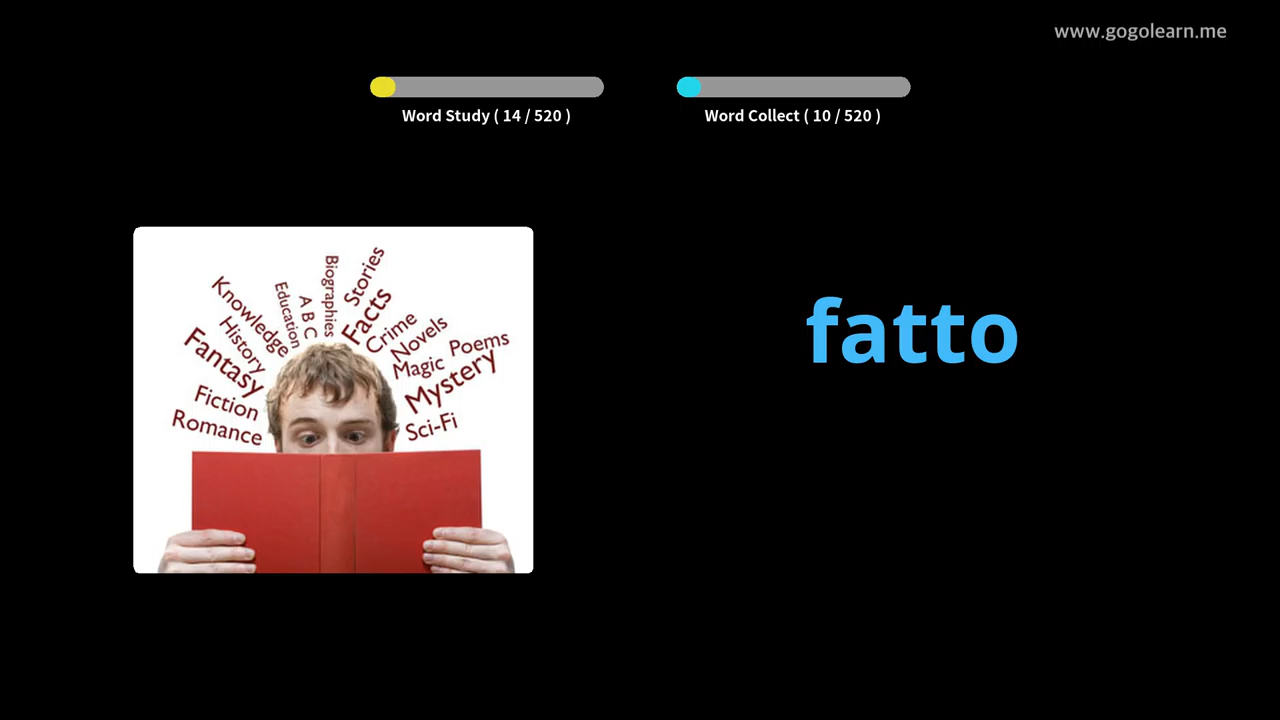 www.gogolearn.me
Word Study ( 14 / 520 )
Word Collect ( 10 / 520 )
Romance
Fiction
Fantasy
History
Knowledge
Education
A B C
Biographies
Stories
Facts
Crime
Novels
Magic
Poems
Mystery
Sci-Fi
fatto